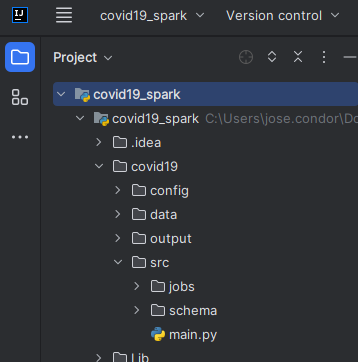 IJ covid19_spark Version control
Project
covid19_spark
covid19_spark C:\Users\jose.condor\Do
.idea
covid19
config
data
output
src
jobs
schema
main.py
Lib